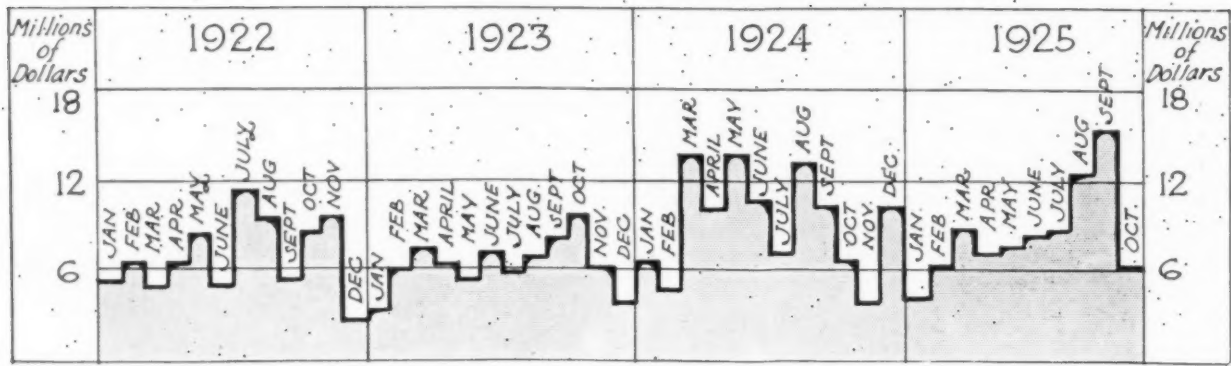 Millions
of
Dollars
18
12
6
1922
JAN
FEB
MAR.
APR.
MAY
JUNE
JULY
AUG
SEPT
OCT
NOV
DEC
1923
JAN
FEB
MAR.
APRIL
MAY
JUNE
JULY
AUG.
SEPT
OCT
NOV.
DEC
1924
JAN
FEB
MAR
APRIL
MAY
JUNE
JULY
AUG
SEPT
OCT
NOV.
DEC.
1925
JAN.
FEB
MAR.
APR.
MAY
JUNE
JULY
AUG
SEPT
OCT.
Millions
of
Dollars
18
12
6